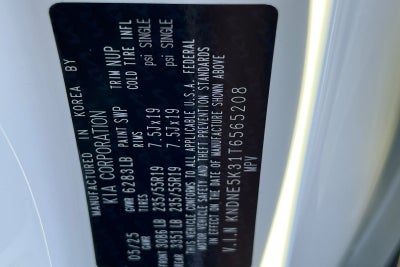 MANUFACTURED IN KOREA BY
KIA CORPORATION
05/25 GVWR 6283LB PAINT SWP TRIM NUP
TIRES RIMS COLD TIRE INFL
FRONT 3086LB 235/55R19 7.5Jx19 psi SINGLE
REAR 3351LB 235/55R19 7.5Jx19 psi SINGLE
THIS CONFORMS TO ALL APPLICABLE U.S.A. FEDERAL
MOTOR VEHICLE SAFETY AND THEFT PREVENTION STANDARDS
IN EFFECT ON THE DATE OF MANUFACTURE SHOWN ABOVE
V.I.N KNDNE5K31T6565208
MPV